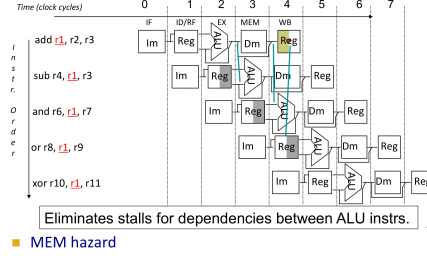 Time (clock cycles)
0 1 2 3 4 5 6 7
IF ID/RF EX MEM WB
Instr. Order
add r1, r2, r3 Im Reg ALU Dm Reg
sub r4, r1, r3 Im Reg ALU Dm Reg
and r6, r1, r7 Im Reg ALU Dm Reg
or r8, r1, r9 Im Reg ALU Dm Reg
xor r10, r1, r11 Im Reg ALU Dm Reg
Eliminates stalls for dependencies between ALU instrs.
MEM hazard